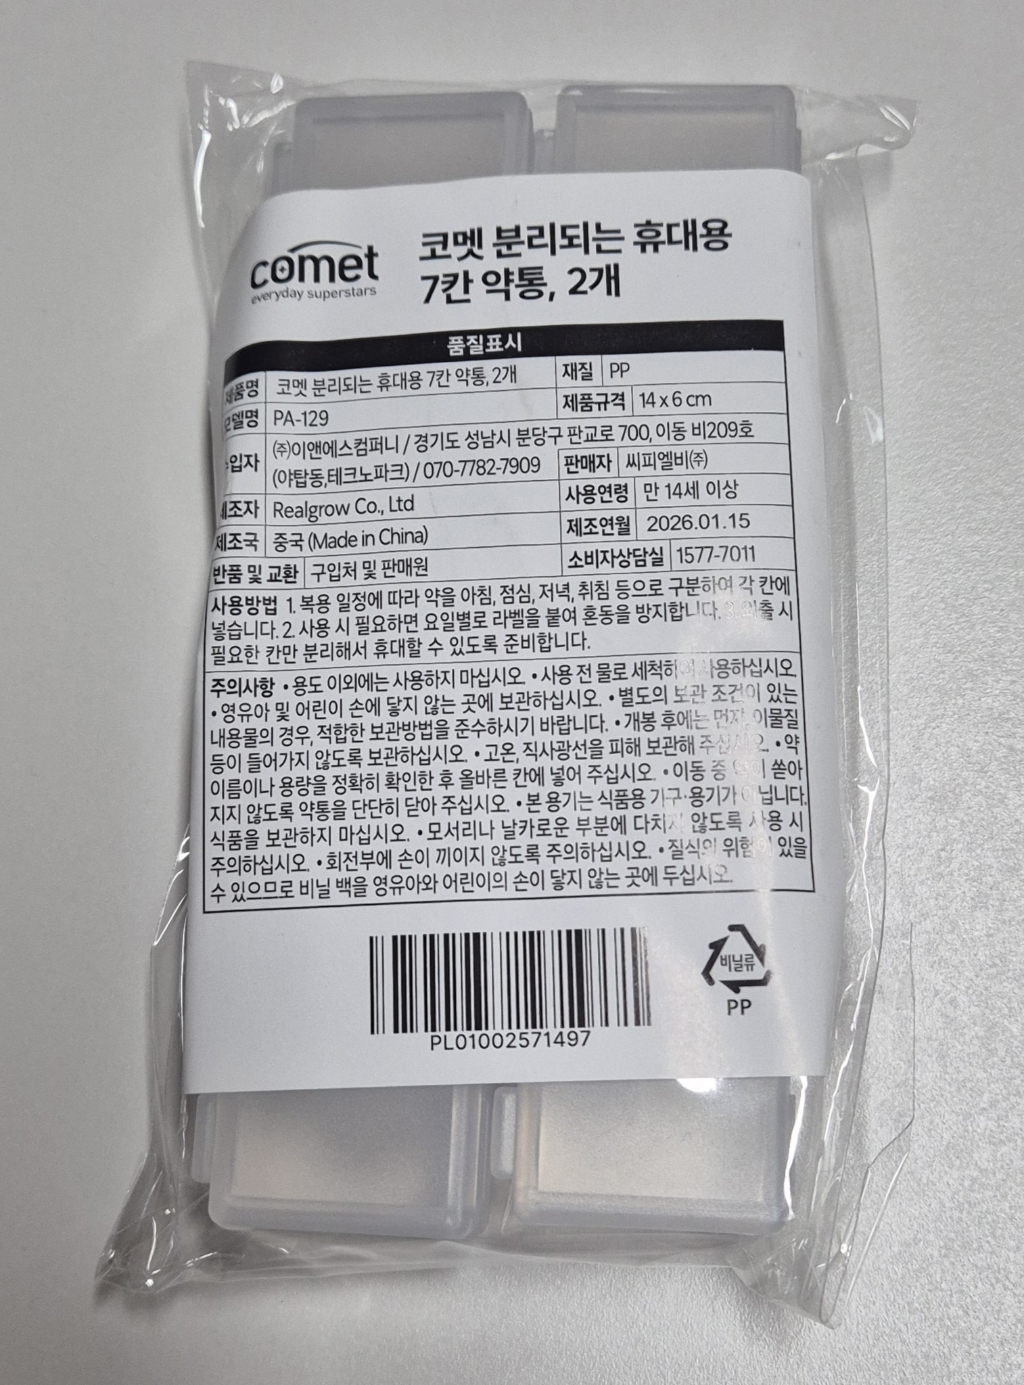 comet
everyday superstars
코멧 분리되는 휴대용
7칸 약통, 2개
품질표시
제품명 코멧 분리되는 휴대용 7칸 약통, 2개 재질 PP
모델명 PA-129 제품규격 14 x 6 cm
수입자 ㈜이앤에스컴퍼니 / 경기도 성남시 분당구 판교로 700, 이동 비209호
(야탑동,테크노파크) / 070-7782-7909 판매자 씨피엘비㈜
제조자 Realgrow Co., Ltd 사용연령 만 14세 이상
제조국 중국 (Made in China) 제조연월 2026.01.15
반품 및 교환 구입처 및 판매원 소비자상담실 1577-7011
사용방법 1. 복용 일정에 따라 약을 아침, 점심, 저녁, 취침 등으로 구분하여 각 칸에
넣습니다. 2. 사용 시 필요하면 요일별로 라벨을 붙여 혼동을 방지합니다. 3. 외출 시
필요한 칸만 분리해서 휴대할 수 있도록 준비합니다.
주의사항 • 용도 이외에는 사용하지 마십시오. • 사용 전 물로 세척하여 사용하십시오
• 영유아 및 어린이 손에 닿지 않는 곳에 보관하십시오. • 별도의 보관 조건이 있는
내용물의 경우, 적합한 보관방법을 준수하시기 바랍니다. • 개봉 후에는 먼지, 이물질
등이 들어가지 않도록 보관하십시오. • 고온, 직사광선을 피해 보관해 주십시오. • 약
이름이나 용량을 정확히 확인한 후 올바른 칸에 넣어 주십시오. • 이동 중 약이 쏟아
지지 않도록 약통을 단단히 닫아 주십시오. • 본 용기는 식품용 기구·용기가 아닙니다.
식품을 보관하지 마십시오. • 모서리나 날카로운 부분에 다치지 않도록 사용 시
주의하십시오. • 회전부에 손이 끼이지 않도록 주의하십시오. • 질식의 위험이 있을
수 있으므로 비닐 백을 영유아와 어린이의 손이 닿지 않는 곳에 두십시오.
PL01002571497
비닐류
PP